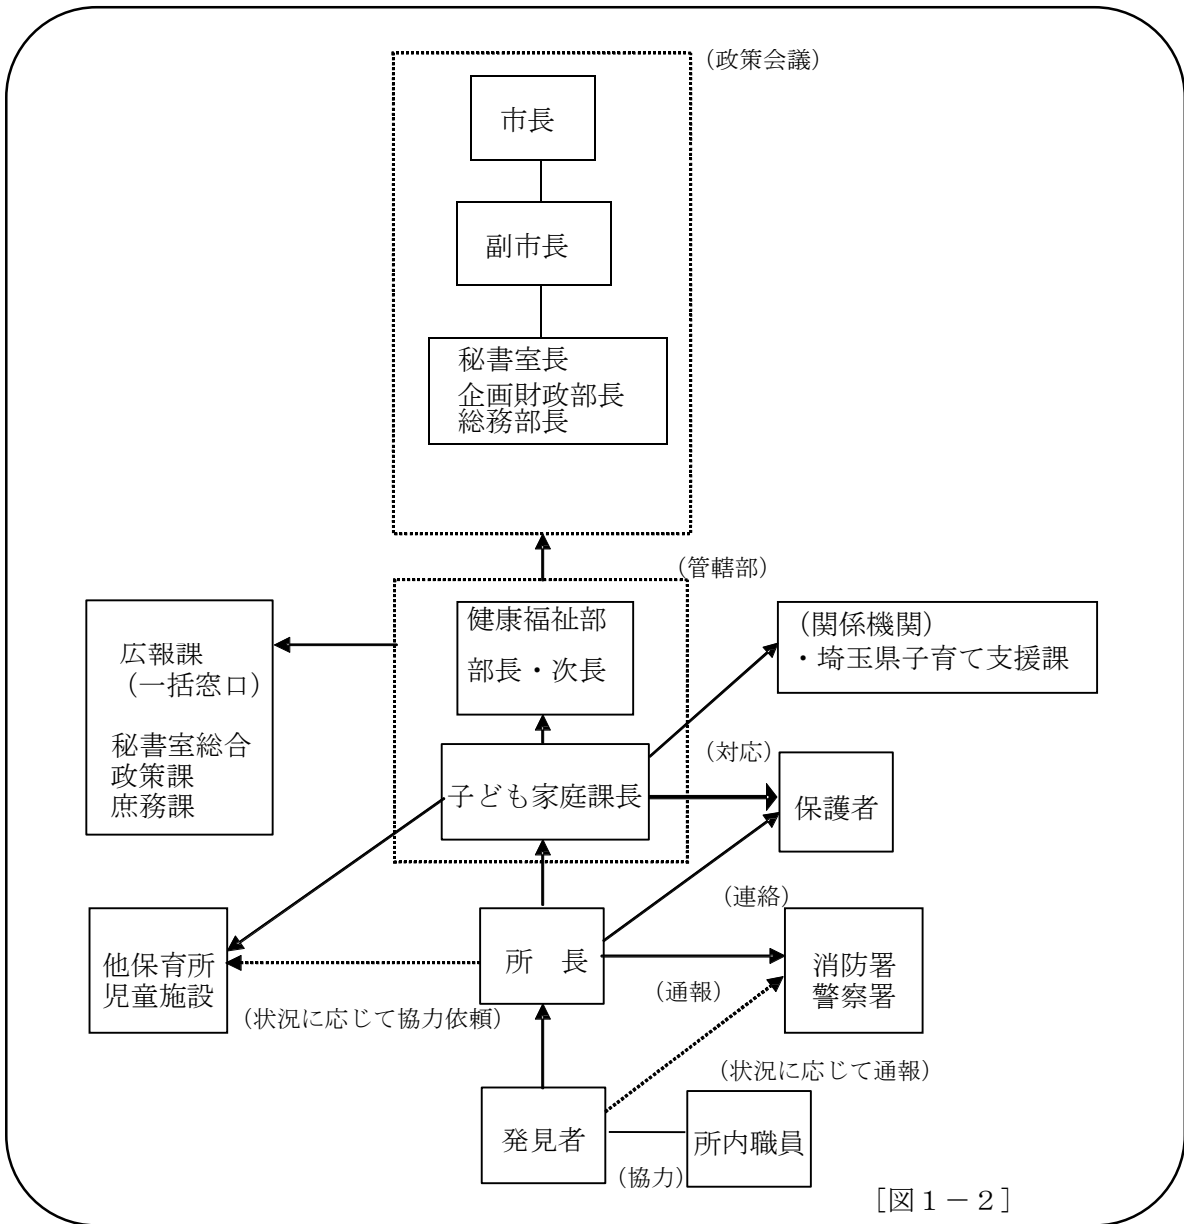 (政策会議)
市長
副市長
秘書室長
企画財政部長
総務部長
(管轄部)
健康福祉部
部長・次長
広報課
(一括窓口)
秘書室総合
政策課
庶務課
(関係機関)
・埼玉県子育て支援課
(対応)
子ども家庭課長
保護者
(連絡)
他保育所
児童施設
所　長
消防署
警察署
(通報)
(状況に応じて協力依頼)
(状況に応じて通報)
発見者
所内職員
(協力)
[図1-2]